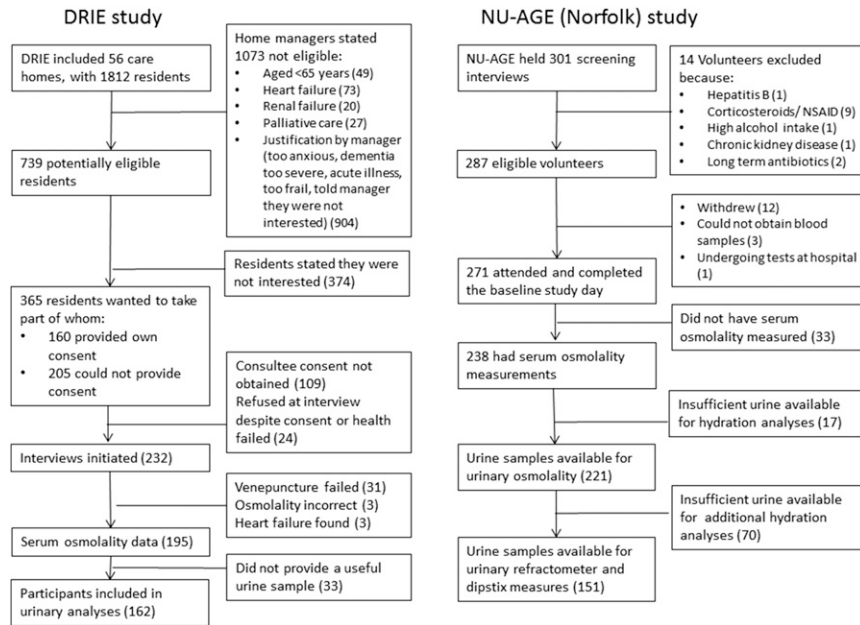 DRIE study
DRIE included 56 care
homes, with 1812 residents
Home managers stated
1073 not eligible:
• Aged <65 years (49)
• Heart failure (73)
• Renal failure (20)
• Palliative care (27)
• Justification by manager
(too anxious, dementia
too severe, acute illness,
too frail, told manager
they were not
interested) (904)
739 potentially eligible
residents
Residents stated they were
not interested (374)
365 residents wanted to take
part of whom:
• 160 provided own
consent
• 205 could not provide
consent
Consultee consent not
obtained (109)
Refused at interview
despite consent or health
failed (24)
Interviews initiated (232)
Venepuncture failed (31)
Osmolality incorrect (3)
Heart failure found (3)
Serum osmolality data (195)
Did not provide a useful
urine sample (33)
Participants included in
urinary analyses (162)
NU-AGE (Norfolk) study
NU-AGE held 301 screening
interviews
14 Volunteers excluded
because:
• Hepatitis B (1)
• Corticosteroids/ NSAID (9)
• High alcohol intake (1)
• Chronic kidney disease (1)
• Long term antibiotics (2)
287 eligible volunteers
• Withdrew (12)
• Could not obtain blood
samples (3)
• Undergoing tests at hospital
(1)
271 attended and completed
the baseline study day
Did not have serum
osmolality measured (33)
238 had serum osmolality
measurements
Insufficient urine available
for hydration analyses (17)
Urine samples available for
urinary osmolality (221)
Insufficient urine available
for additional hydration
analyses (70)
Urine samples available for
urinary refractometer and
dipstix measures (151)